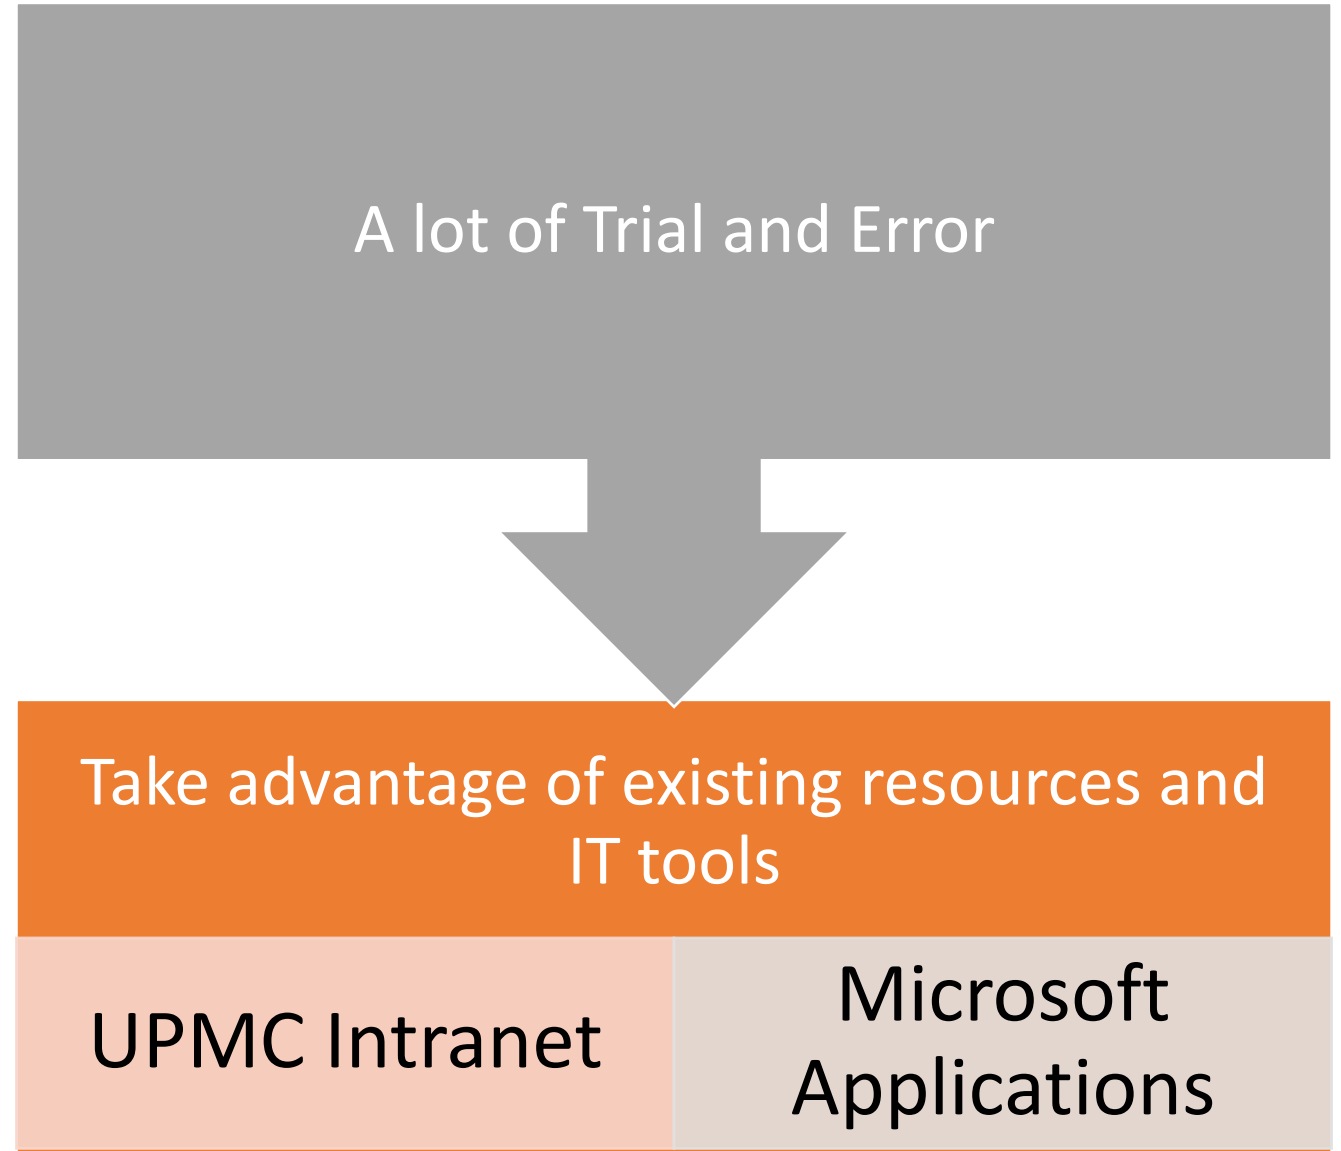 A lot of Trial and Error
Take advantage of existing resources and
IT tools
UPMC Intranet
Microsoft
Applications